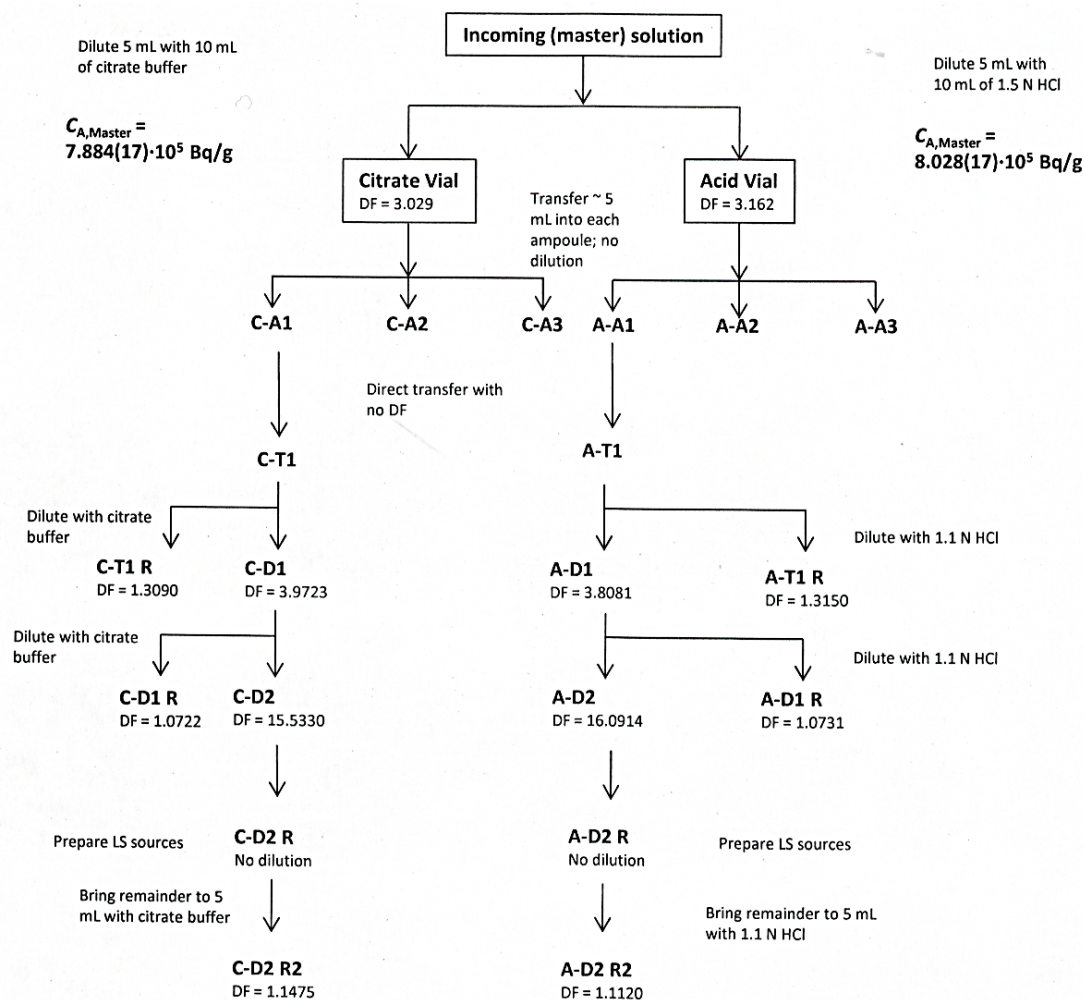 Incoming (master) solution
Dilute 5 mL with 10 mL
of citrate buffer
Dilute 5 mL with
10 mL of 1.5 N HCl
C_A,Master =
7.884(17)·10⁵ Bq/g
C_A,Master =
8.028(17)·10⁵ Bq/g
Citrate Vial
DF = 3.029
Transfer ~ 5
mL into each
ampoule; no
dilution
Acid Vial
DF = 3.162
C-A1
C-A2
C-A3
A-A1
A-A2
A-A3
Direct transfer with
no DF
C-T1
A-T1
Dilute with citrate
buffer
Dilute with 1.1 N HCl
C-T1 R
DF = 1.3090
C-D1
DF = 3.9723
A-D1
DF = 3.8081
A-T1 R
DF = 1.3150
Dilute with citrate
buffer
Dilute with 1.1 N HCl
C-D1 R
DF = 1.0722
C-D2
DF = 15.5330
A-D2
DF = 16.0914
A-D1 R
DF = 1.0731
Prepare LS sources
C-D2 R
No dilution
A-D2 R
No dilution
Prepare LS sources
Bring remainder to 5
mL with citrate buffer
Bring remainder to 5 mL
with 1.1 N HCl
C-D2 R2
DF = 1.1475
A-D2 R2
DF = 1.1120